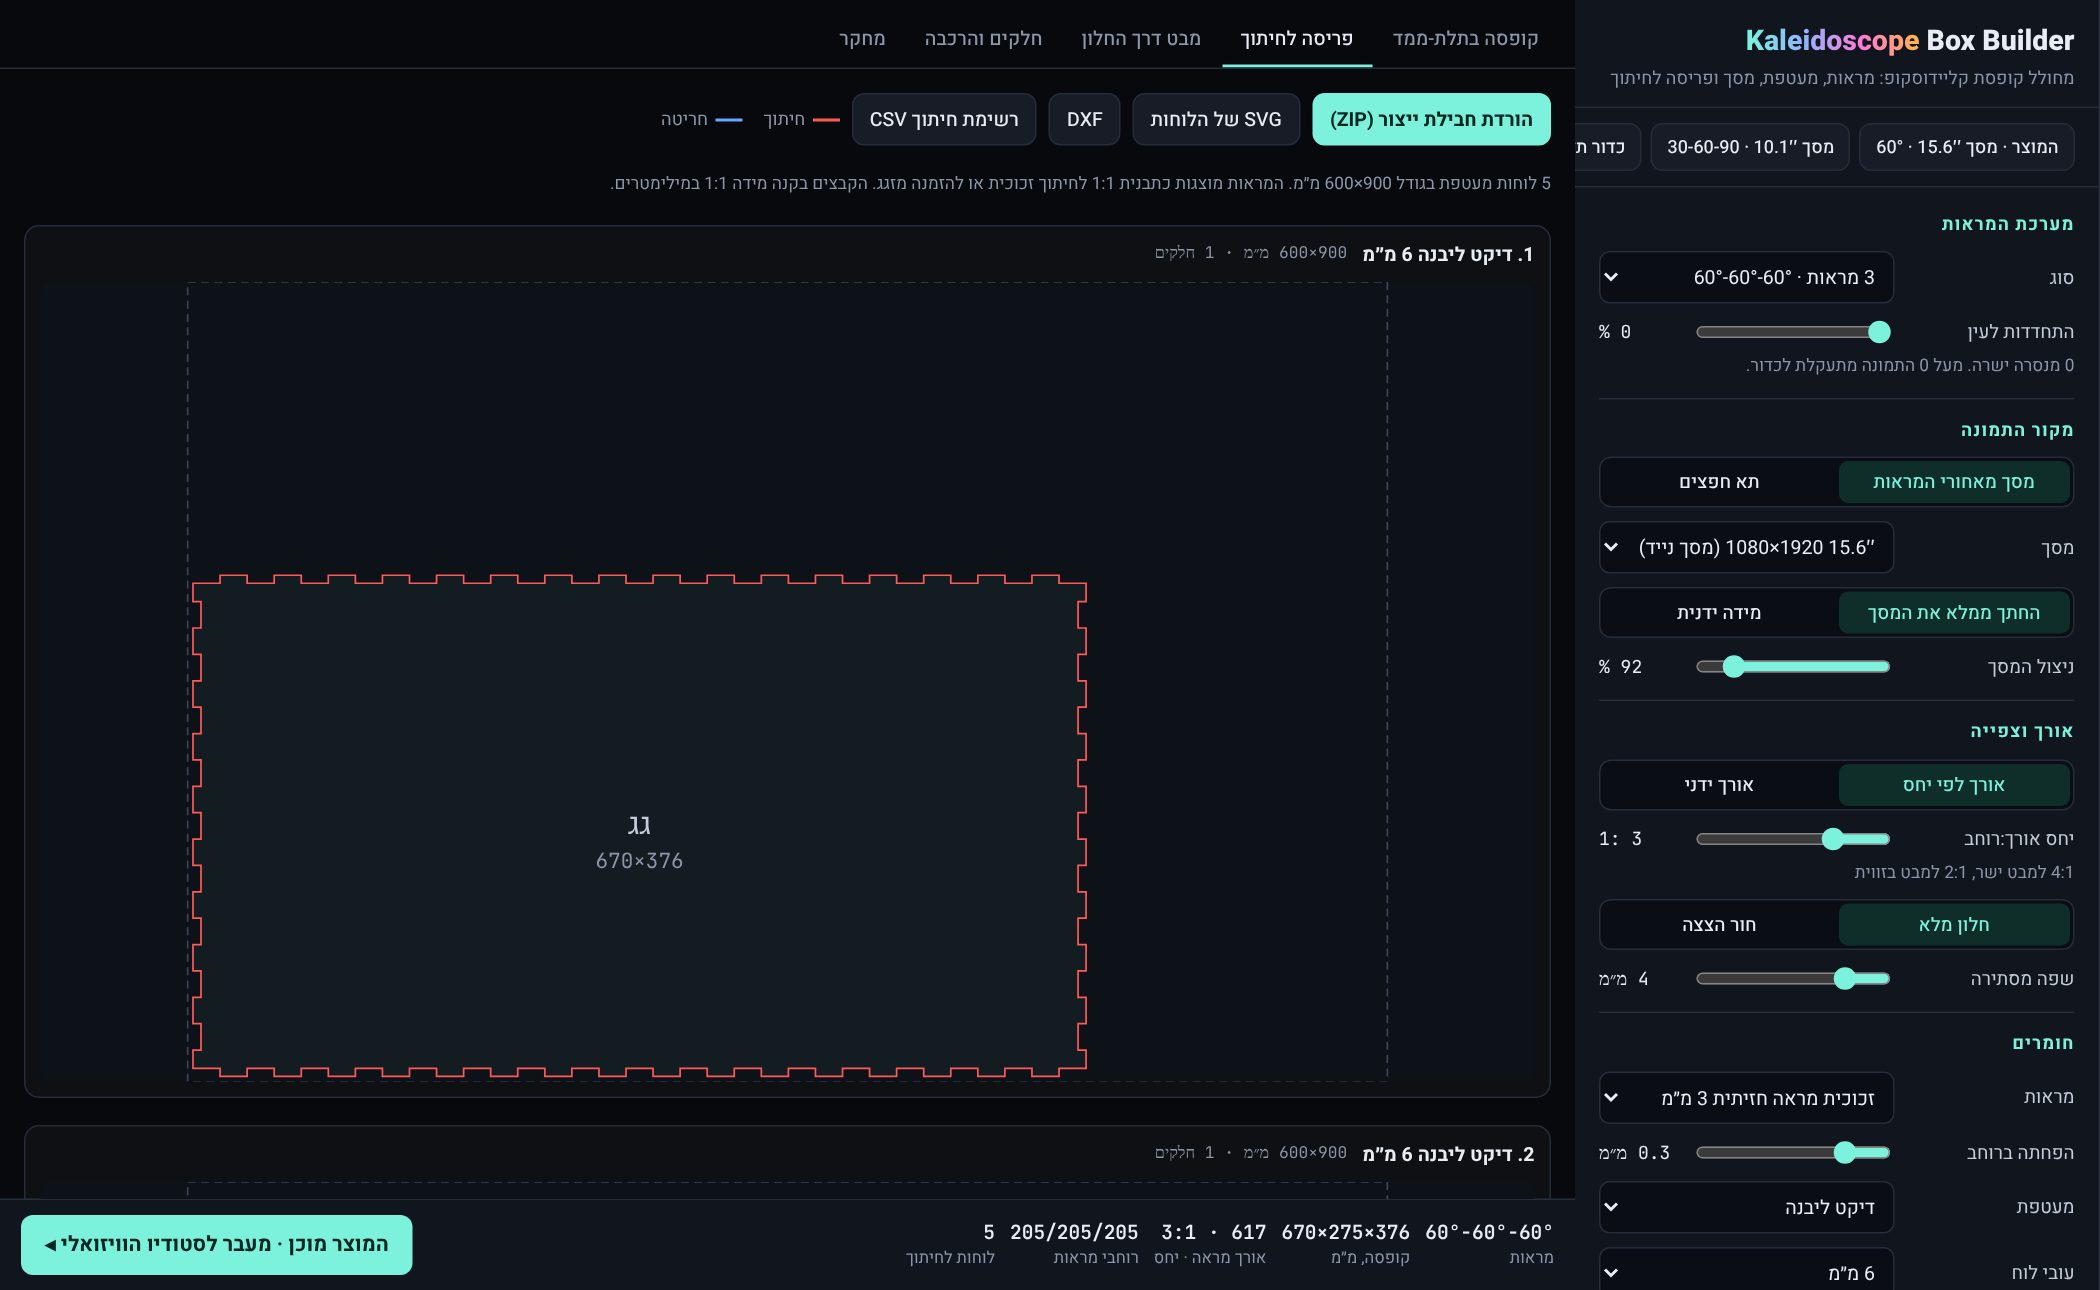 Kaleidoscope Box Builder
מחולל קופסת קליידוסקופ: מראות, מעטפת, מסך ופריסה לחיתוך
המוצר · מסך ″15.6 · 60°
מסך ″10.1 · 30-60-90
כדור ת
מערכת המראות
סוג
3 מראות · 60°-60°-60°
התחדדות לעין
0 %
0 מנסרה ישרה. מעל 0 התמונה מתעקלת לכדור.
מקור התמונה
מסך מאחורי המראות
תא חפצים
מסך
15.6″ 1920×1080 (מסך נייד)
החתך ממלא את המסך
מידה ידנית
ניצול המסך
92 %
אורך וצפייה
אורך לפי יחס
אורך ידני
יחס אורך:רוחב
3 :1
4:1 למבט ישר, 2:1 למבט בזווית
חלון מלא
חור הצצה
שפה מסתירה
4 מ״מ
חומרים
מראות
זכוכית מראה חזיתית 3 מ״מ
הפחתה ברוחב
0.3 מ״מ
מעטפת
דיקט ליבנה
עובי לוח
6 מ״מ
קופסה בתלת-ממד
פריסה לחיתוך
מבט דרך החלון
חלקים והרכבה
מחקר
הורדת חבילת ייצור (ZIP)
SVG של הלוחות
DXF
רשימת חיתוך CSV
חיתוך
חריטה
5 לוחות מעטפת בגודל 900×600 מ״מ. המראות מוצגות כתבנית 1:1 לחיתוך זכוכית או להזמנה מזגג. הקבצים בקנה מידה 1:1 במילימטרים.
1. דיקט ליבנה 6 מ״מ
600×900 מ״מ · 1 חלקים
גג
670×376
2. דיקט ליבנה 6 מ״מ
600×900 מ״מ · 1 חלקים
60°-60°-60°
מראות
670×275×376
קופסה, מ״מ
617 · 3:1
אורך מראה · יחס
205/205/205
רוחבי מראות
5
לוחות לחיתוך
המוצר מוכן · מעבר לסטודיו הוויזואלי ◂